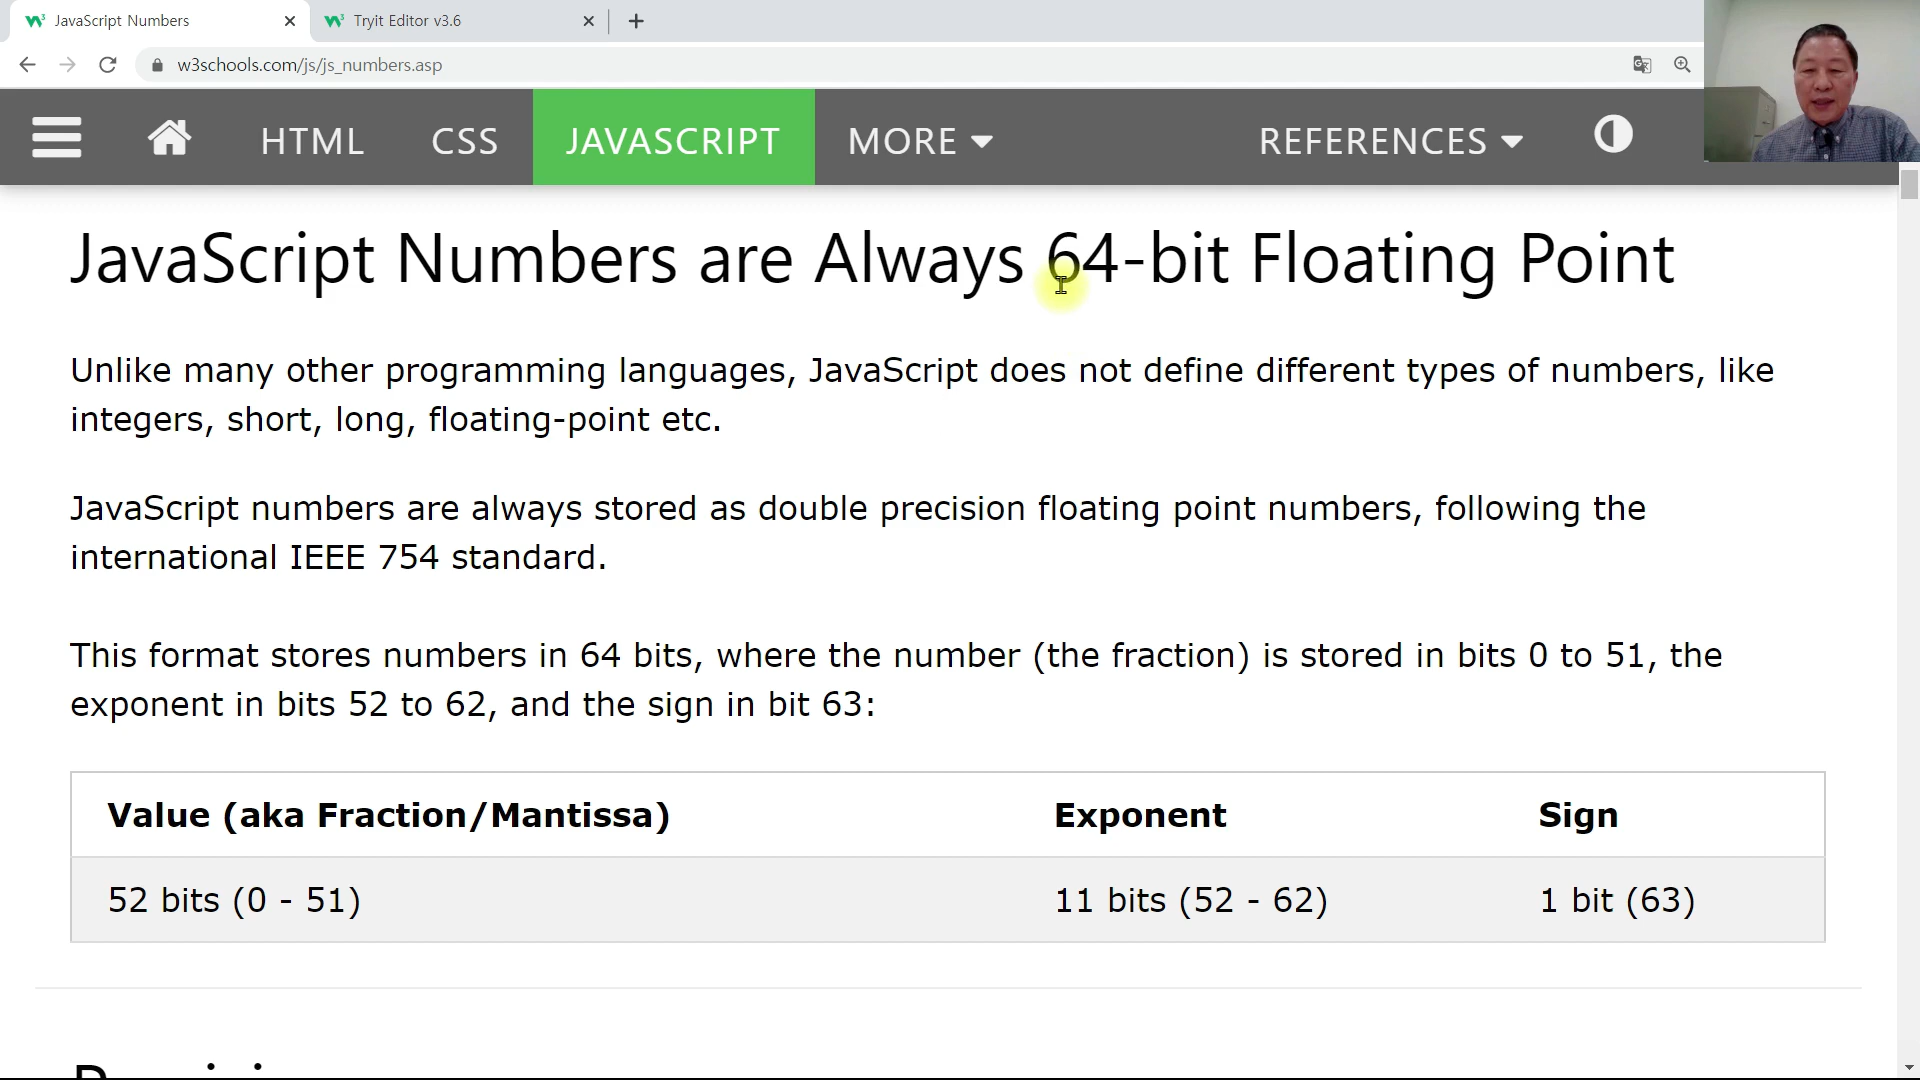 JavaScript Numbers
Tryit Editor v3.6
w3schools.com/js/js_numbers.asp
HTML CSS JAVASCRIPT MORE REFERENCES
JavaScript Numbers are Always 64-bit Floating Point
Unlike many other programming languages, JavaScript does not define different types of numbers, like
integers, short, long, floating-point etc.
JavaScript numbers are always stored as double precision floating point numbers, following the
international IEEE 754 standard.
This format stores numbers in 64 bits, where the number (the fraction) is stored in bits 0 to 51, the
exponent in bits 52 to 62, and the sign in bit 63:
Value (aka Fraction/Mantissa) Exponent Sign
52 bits (0 - 51) 11 bits (52 - 62) 1 bit (63)